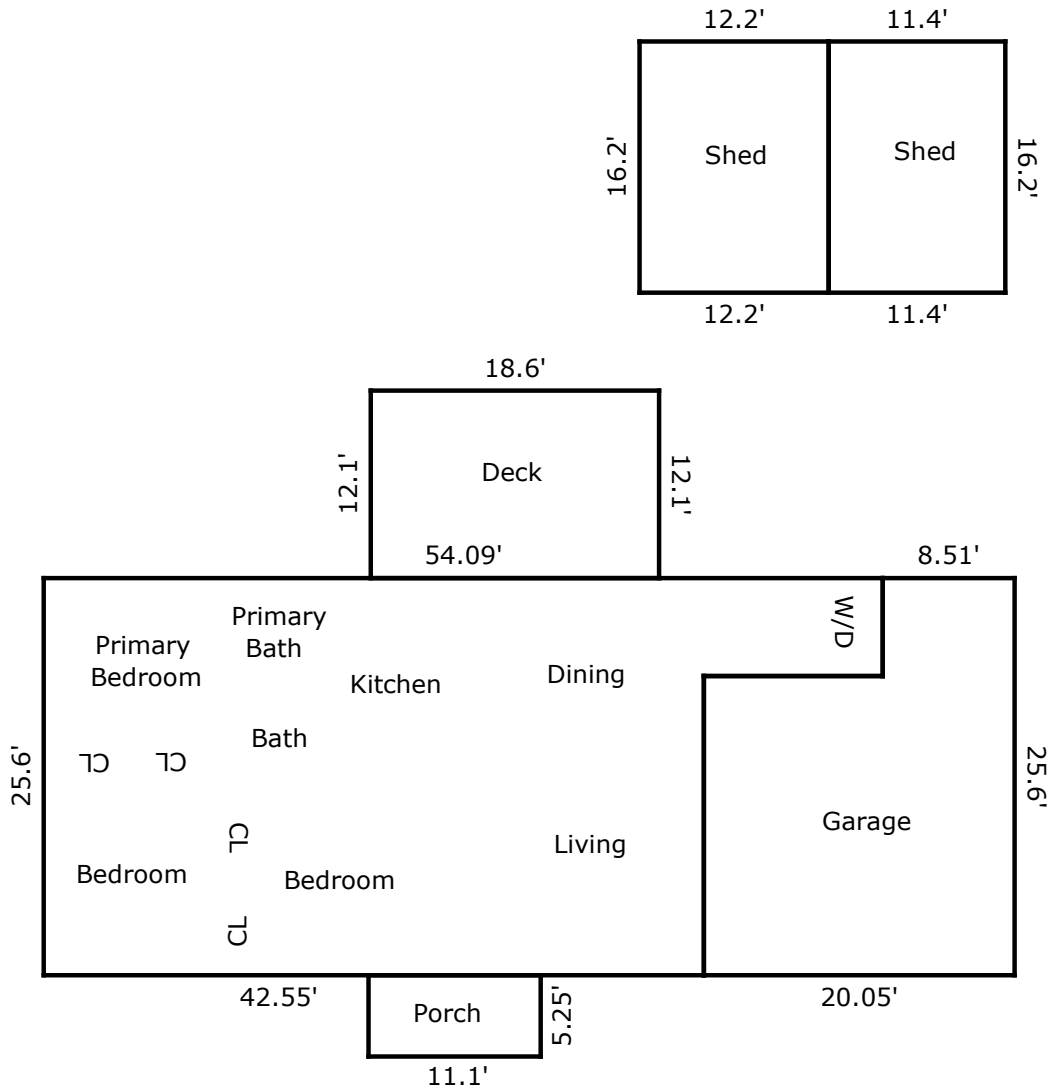 12.2'
11.4'
16.2'
Shed
Shed
16.2'
12.2'
11.4'
18.6'
12.1'
Deck
12.1'
54.09'
8.51'
Primary
Bedroom
Primary
Bath
Kitchen
Dining
W/D
25.6'
Bath
CL
CL
25.6'
CL
Living
Garage
Bedroom
Bedroom
CL
42.55'
Porch
5.25'
20.05'
11.1'